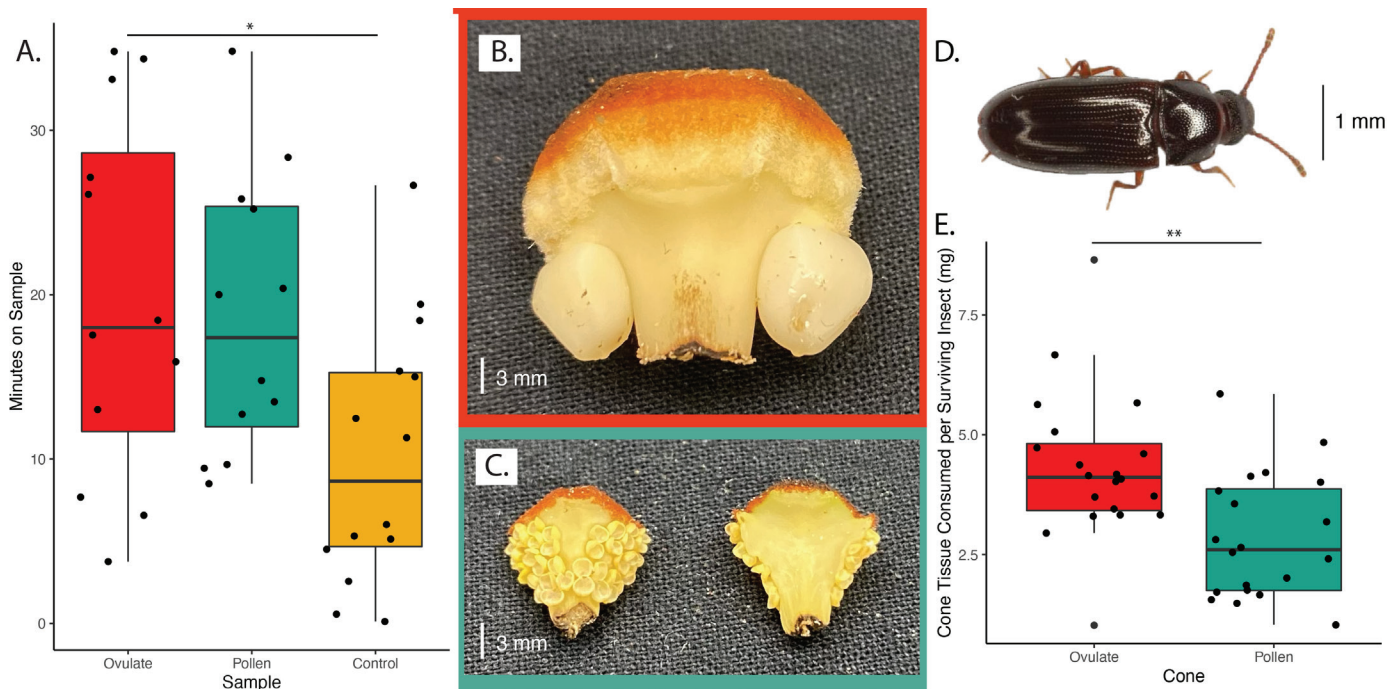 A.
*
Minutes on Sample
30
20
10
0
Ovulate
Pollen
Control
Sample
B.
3 mm
C.
3 mm
D.
1 mm
E.
**
Cone Tissue Consumed per Surviving Insect (mg)
7.5
5.0
2.5
Ovulate
Pollen
Cone